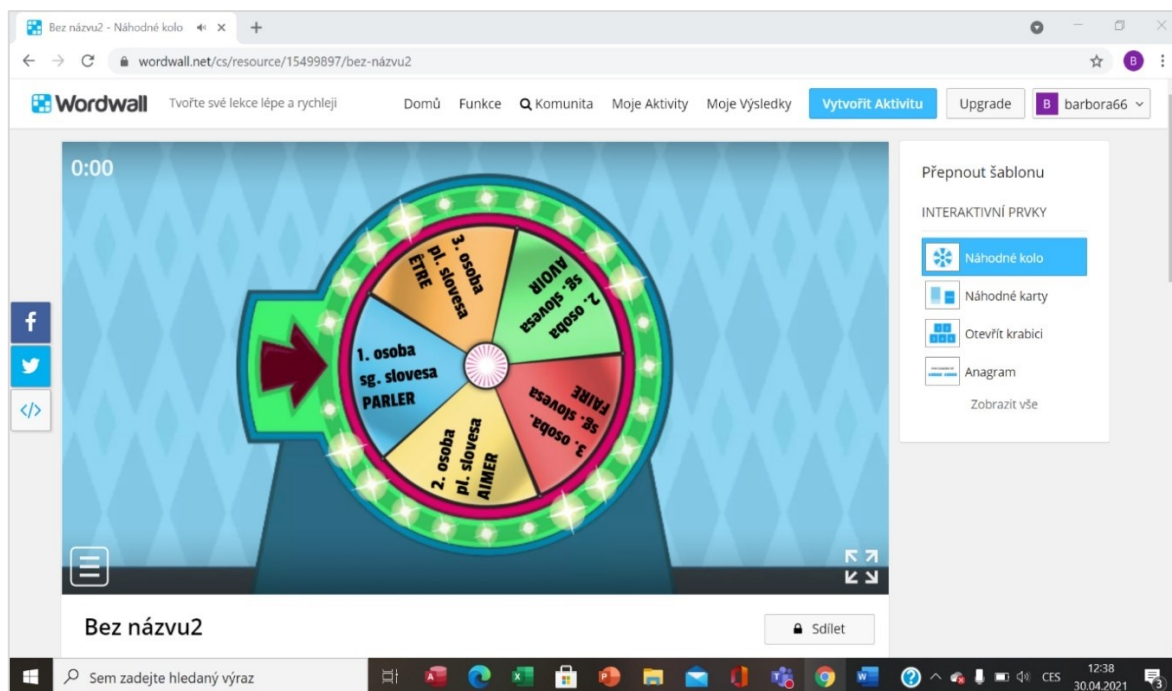 Bez názvu2 - Náhodné kolo
wordwall.net/cs/resource/15499897/bez-názvu2
B
Wordwall
Tvořte své lekce lépe a rychleji
Domů
Funkce
Komunita
Moje Aktivity
Moje Výsledky
Vytvořit Aktivitu
Upgrade
B
barbora66
0:00
3. osoba
pl. slovesa
ÊTRE
2. osoba
sg. slovesa
AVOIR
1. osoba
sg. slovesa
PARLER
3. osoba.
sg. slovesa
FAIRE
2. osoba
pl. slovesa
AIMER
Přepnout šablonu
INTERAKTIVNÍ PRVKY
Náhodné kolo
Náhodné karty
Otevřít krabici
Anagram
Zobrazit vše
f
</>
Bez názvu2
Sdílet
Sem zadejte hledaný výraz
CES
12:38
30.04.2021
3